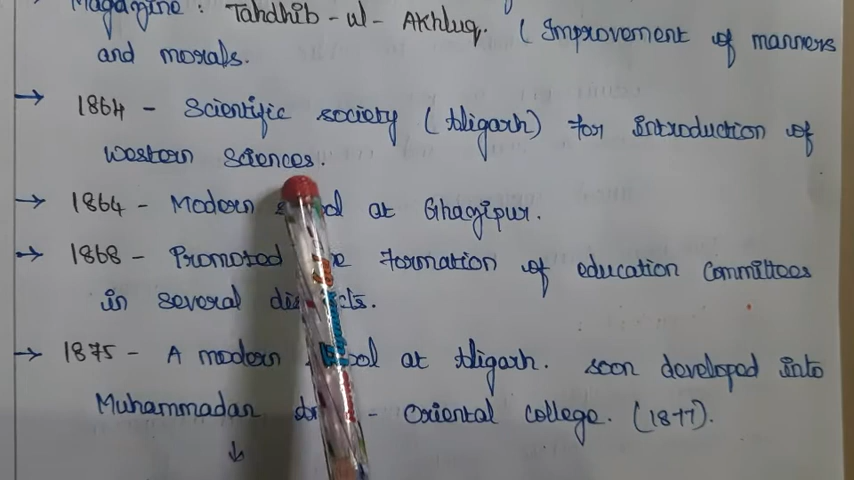 Magazine : Tahdhib-ul-Akhluq. (Improvement of manners
and morals.
→ 1864 - Scientific society (Aligarh) for introduction of
western sciences.
→ 1864 - Modern at Ghazipur.
→ 1868 - Promoted formation of education committees
in several
→ 1875 - A modern at Aligarh. soon developed into
Muhammadan - Oriental college. (1877).
↓